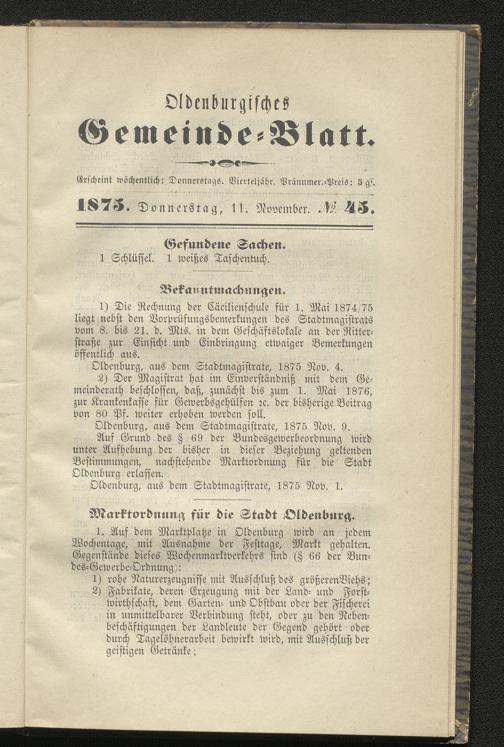 Oldenburgisches
Gemeinde-Blatt.
Erscheint wöchentlich: Donnerstags. Vierteljähr. Pränumer.-Preis: 5 gr.
1875. Donnerstag, 11. November. № 45.
Gefundene Sachen.
1 Schlüssel. 1 weißes Taschentuch.
Bekanntmachungen.
1) Die Rechnung der Cäcilienschule für 1. Mai 1874/75
liegt nebst den Vorprüfungsbemerkungen des Stadtmagistrats
vom 8. bis 21. d. Mts. in dem Geschäftslokale an der Ritter-
straße zur Einsicht und Einbringung etwaiger Bemerkungen
öffentlich aus.
Oldenburg, aus dem Stadtmagistrate, 1875 Nov. 4.
2) Der Magistrat hat im Einverständniß mit dem Ge-
meinderath beschlossen, daß, zunächst bis zum 1. Mai 1876,
zur Krankenkasse für Gewerbsgehülfen ꝛc. der bisherige Beitrag
von 80 Pf. weiter erhoben werden soll.
Oldenburg, aus dem Stadtmagistrate, 1875 Nov. 9.
Auf Grund des § 69 der Bundesgewerbeordnung wird
unter Aufhebung der bisher in dieser Beziehung geltenden
Bestimmungen, nachstehende Marktordnung für die Stadt
Oldenburg erlassen.
Oldenburg, aus dem Stadtmagistrate, 1875 Nov. 1.
Marktordnung für die Stadt Oldenburg.
1. Auf dem Marktplatze in Oldenburg wird an jedem
Wochentage, mit Ausnahme der Festtage, Markt gehalten.
Gegenstände dieses Wochenmarktverkehrs sind (§ 66 der Bun-
des-Gewerbe-Ordnung):
1) rohe Naturerzeugnisse mit Ausschluß des größeren Viehs;
2) Fabrikate, deren Erzeugung mit der Land- und Forst-
wirthschaft, dem Garten- und Obstbau oder der Fischerei
in unmittelbarer Verbindung steht, oder zu den Neben-
beschäftigungen der Landleute der Gegend gehört oder
durch Tagelöhnerarbeit bewirkt wird, mit Ausschluß der
geistigen Getränke;